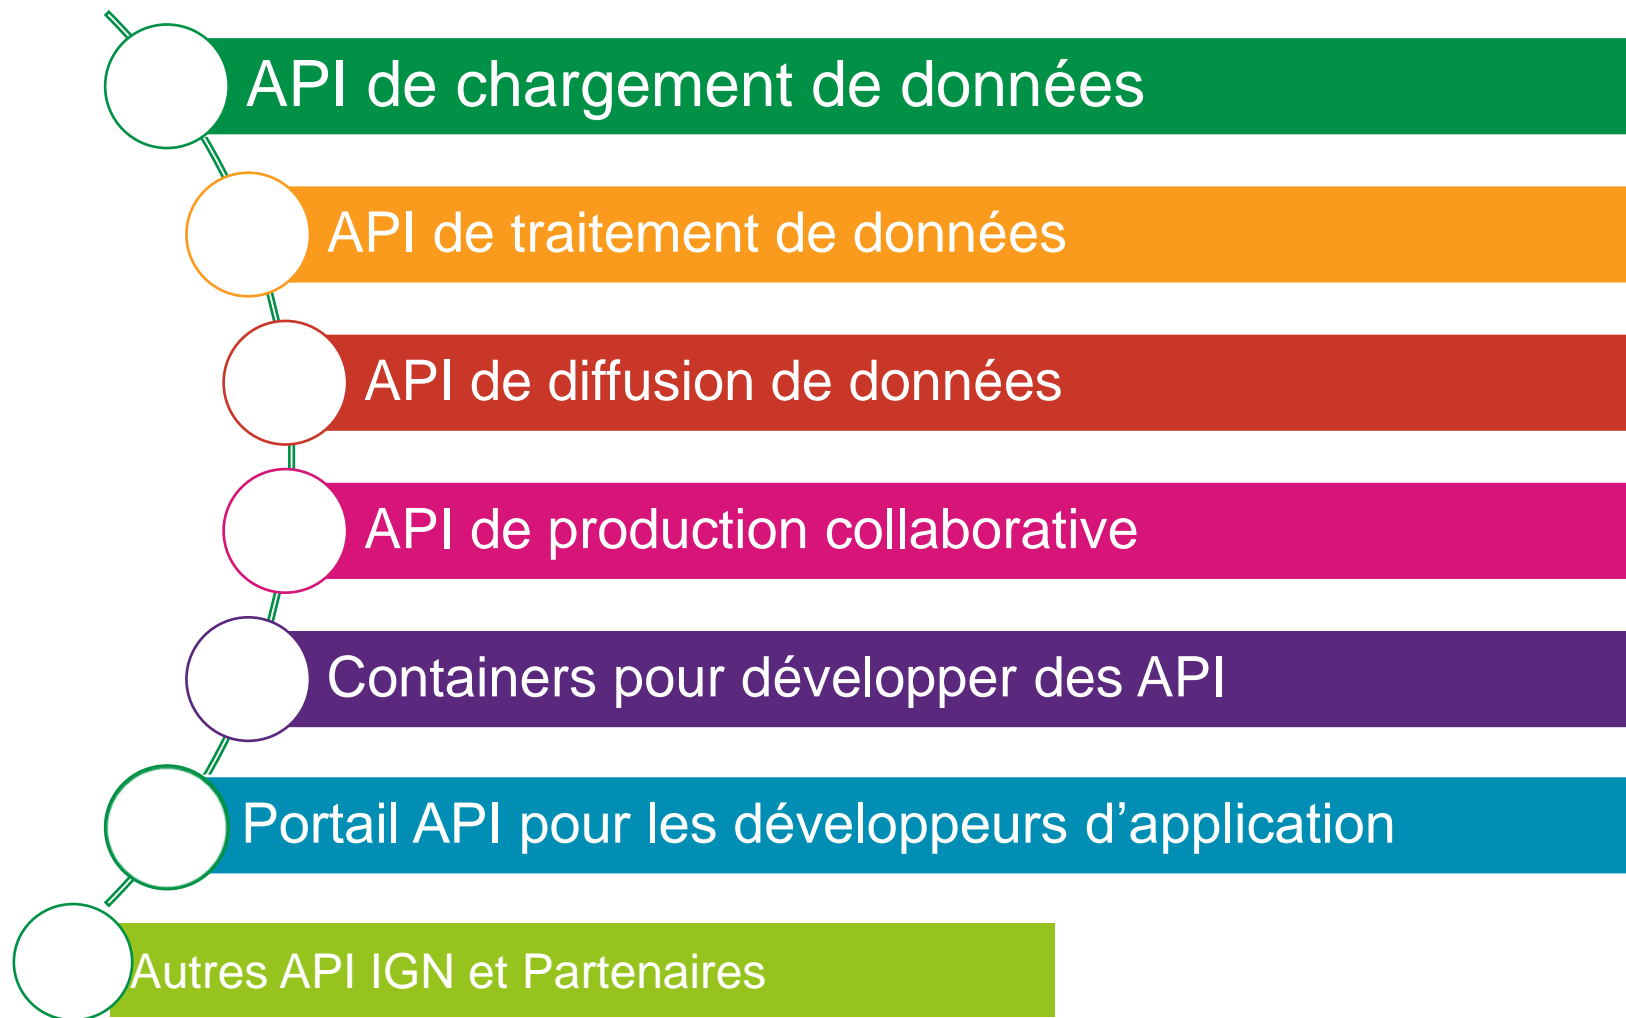 API de chargement de données
API de traitement de données
API de diffusion de données
API de production collaborative
Containers pour développer des API
Portail API pour les développeurs d’application
Autres API IGN et Partenaires